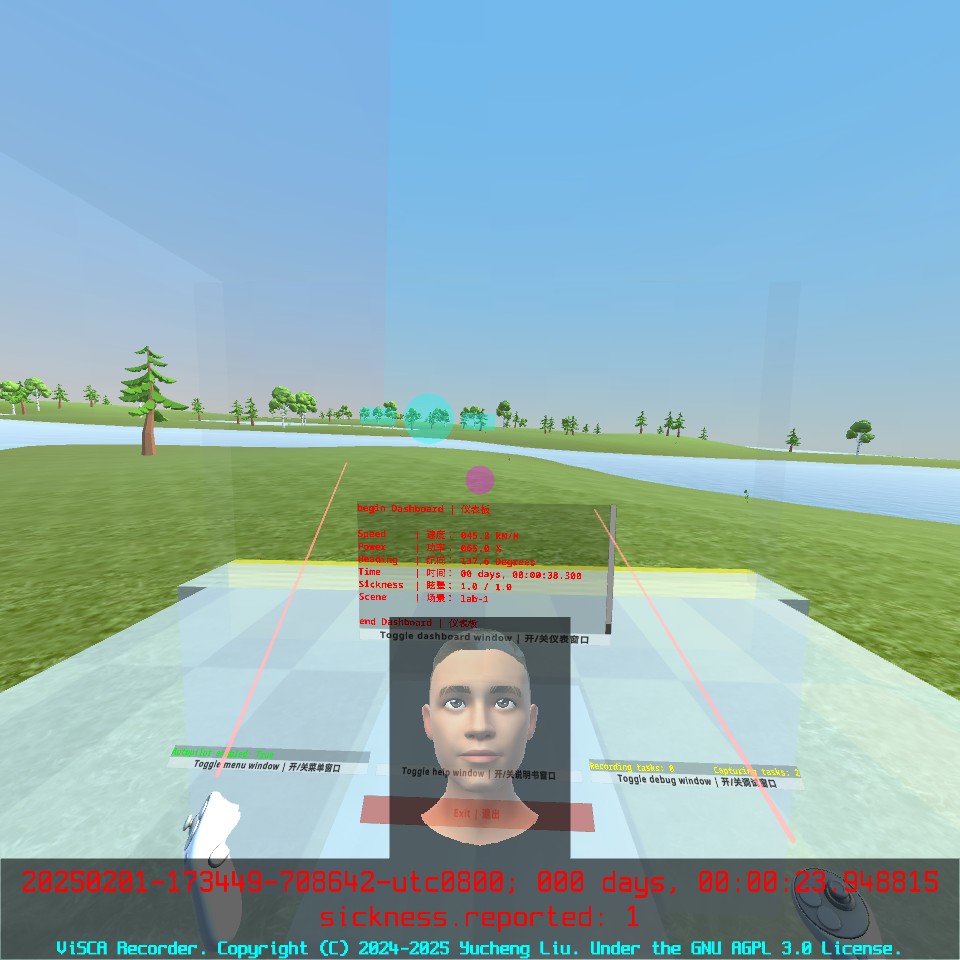 begin Dashboard | 仪表板
Speed | 速度： 045.8 KM/H
Power | 功率： 065.0 %
Heading
Degrees
Time | 时间： 00 days, 00:00:38.300
Sickness | 眩晕： 1.0 / 1.0
Scene | 场景： lab-1
end Dashboard | 仪表板
Toggle dashboard window | 开/关仪表窗口
Toggle menu window | 开/关菜单窗口
Toggle help window | 开/关说明书窗口
Recording tasks: 0 Capturing tasks: 2
Toggle debug window | 开/关调试窗口
Exit | 退出
20250201-173449-708642-utc0800; 000 days, 00:00:23.948815
sickness.reported: 1
ViSCA Recorder. Copyright (C) 2024-2025 Yucheng Liu. Under the GNU AGPL 3.0 License.